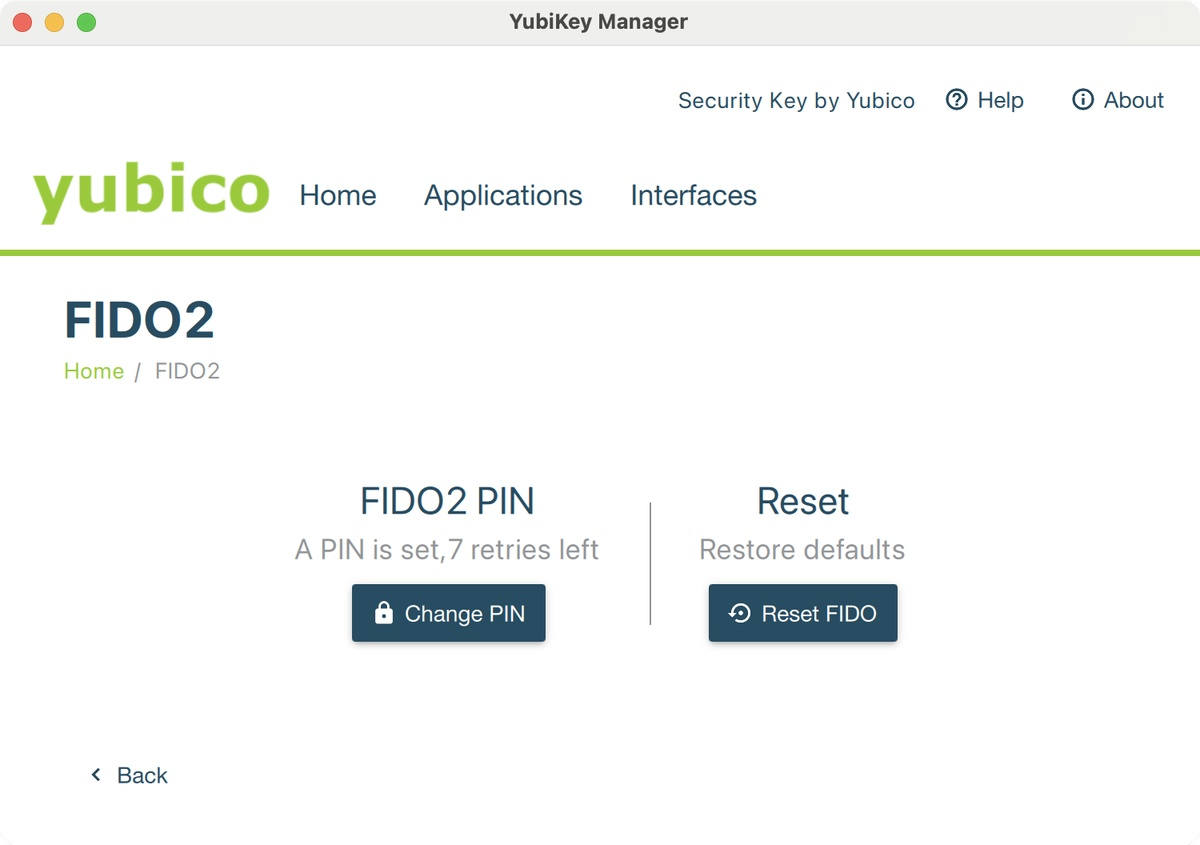 YubiKey Manager
Security Key by Yubico Help About
yubico Home Applications Interfaces
FIDO2
Home / FIDO2
FIDO2 PIN
A PIN is set,7 retries left
Change PIN
Reset
Restore defaults
Reset FIDO
Back